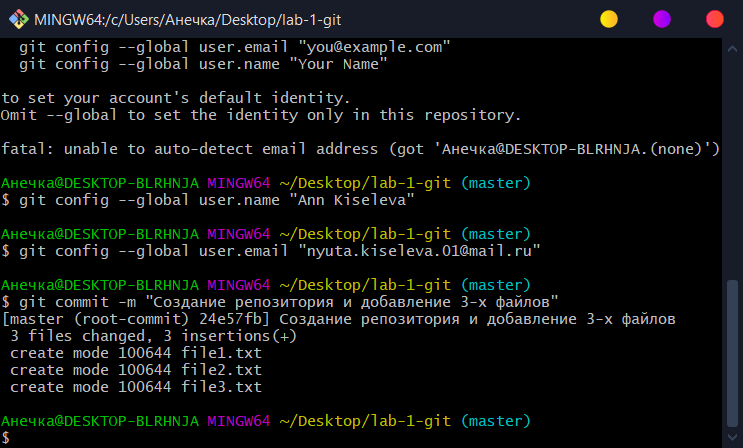 MINGW64:/c/Users/Анечка/Desktop/lab-1-git
git config --global user.email "you@example.com"
git config --global user.name "Your Name"
to set your account's default identity.
Omit --global to set the identity only in this repository.
fatal: unable to auto-detect email address (got 'Анечка@DESKTOP-BLRHNJA.(none)')
Анечка@DESKTOP-BLRHNJA MINGW64 ~/Desktop/lab-1-git (master)
$ git config --global user.name "Ann Kiseleva"
Анечка@DESKTOP-BLRHNJA MINGW64 ~/Desktop/lab-1-git (master)
$ git config --global user.email "nyuta.kiseleva.01@mail.ru"
Анечка@DESKTOP-BLRHNJA MINGW64 ~/Desktop/lab-1-git (master)
$ git commit -m "Создание репозитория и добавление 3-х файлов"
[master (root-commit) 24e57fb] Создание репозитория и добавление 3-х файлов
3 files changed, 3 insertions(+)
create mode 100644 file1.txt
create mode 100644 file2.txt
create mode 100644 file3.txt
Анечка@DESKTOP-BLRHNJA MINGW64 ~/Desktop/lab-1-git (master)
$